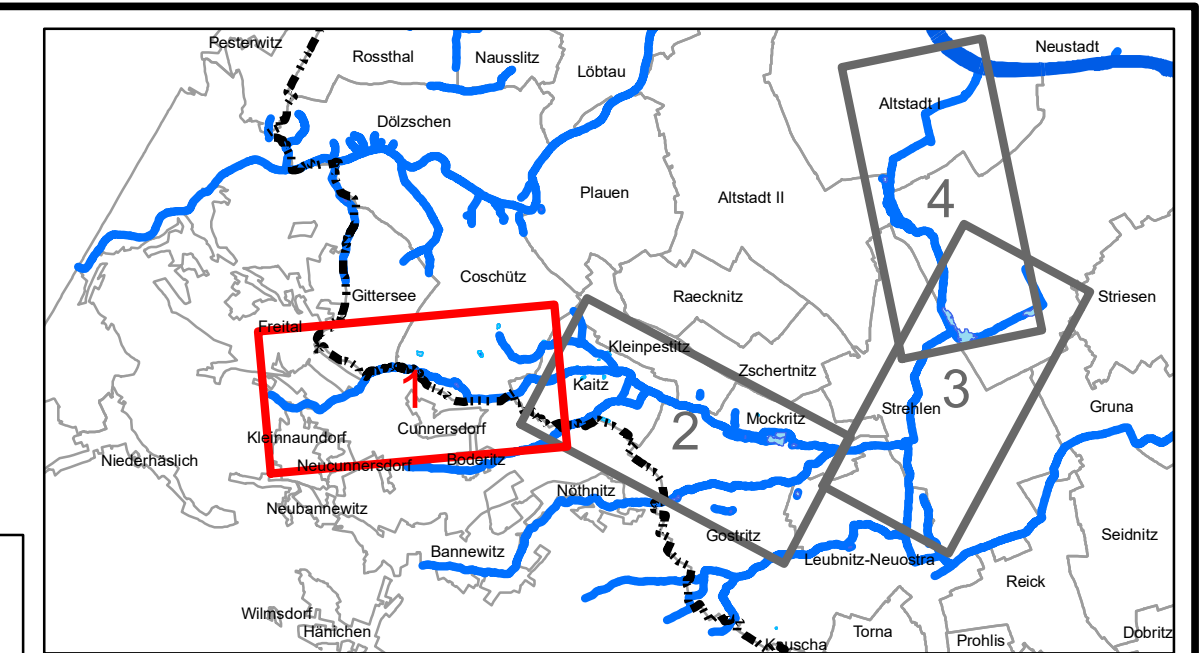 Pesterwitz
Rossthal
Nausslitz
Löbtau
Neustadt
Altstadt I
Dölzschen
Plauen
Altstadt II
4
Coschütz
Gittersee
Raecknitz
Striesen
Freital
Kleinpestitz
Zschertnitz
Kaitz
1
3
Strehlen
Gruna
Mockritz
2
Cunnersdorf
Kleinnaundorf
Niederhäslich
Neucunnersdorf
Boderitz
Nöthnitz
Neubannewitz
Gostritz
Seidnitz
Bannewitz
Leubnitz-Neuostra
Reick
Wilmsdorf
Hänichen
Torna
Prohlis
Dobritz
Kauscha